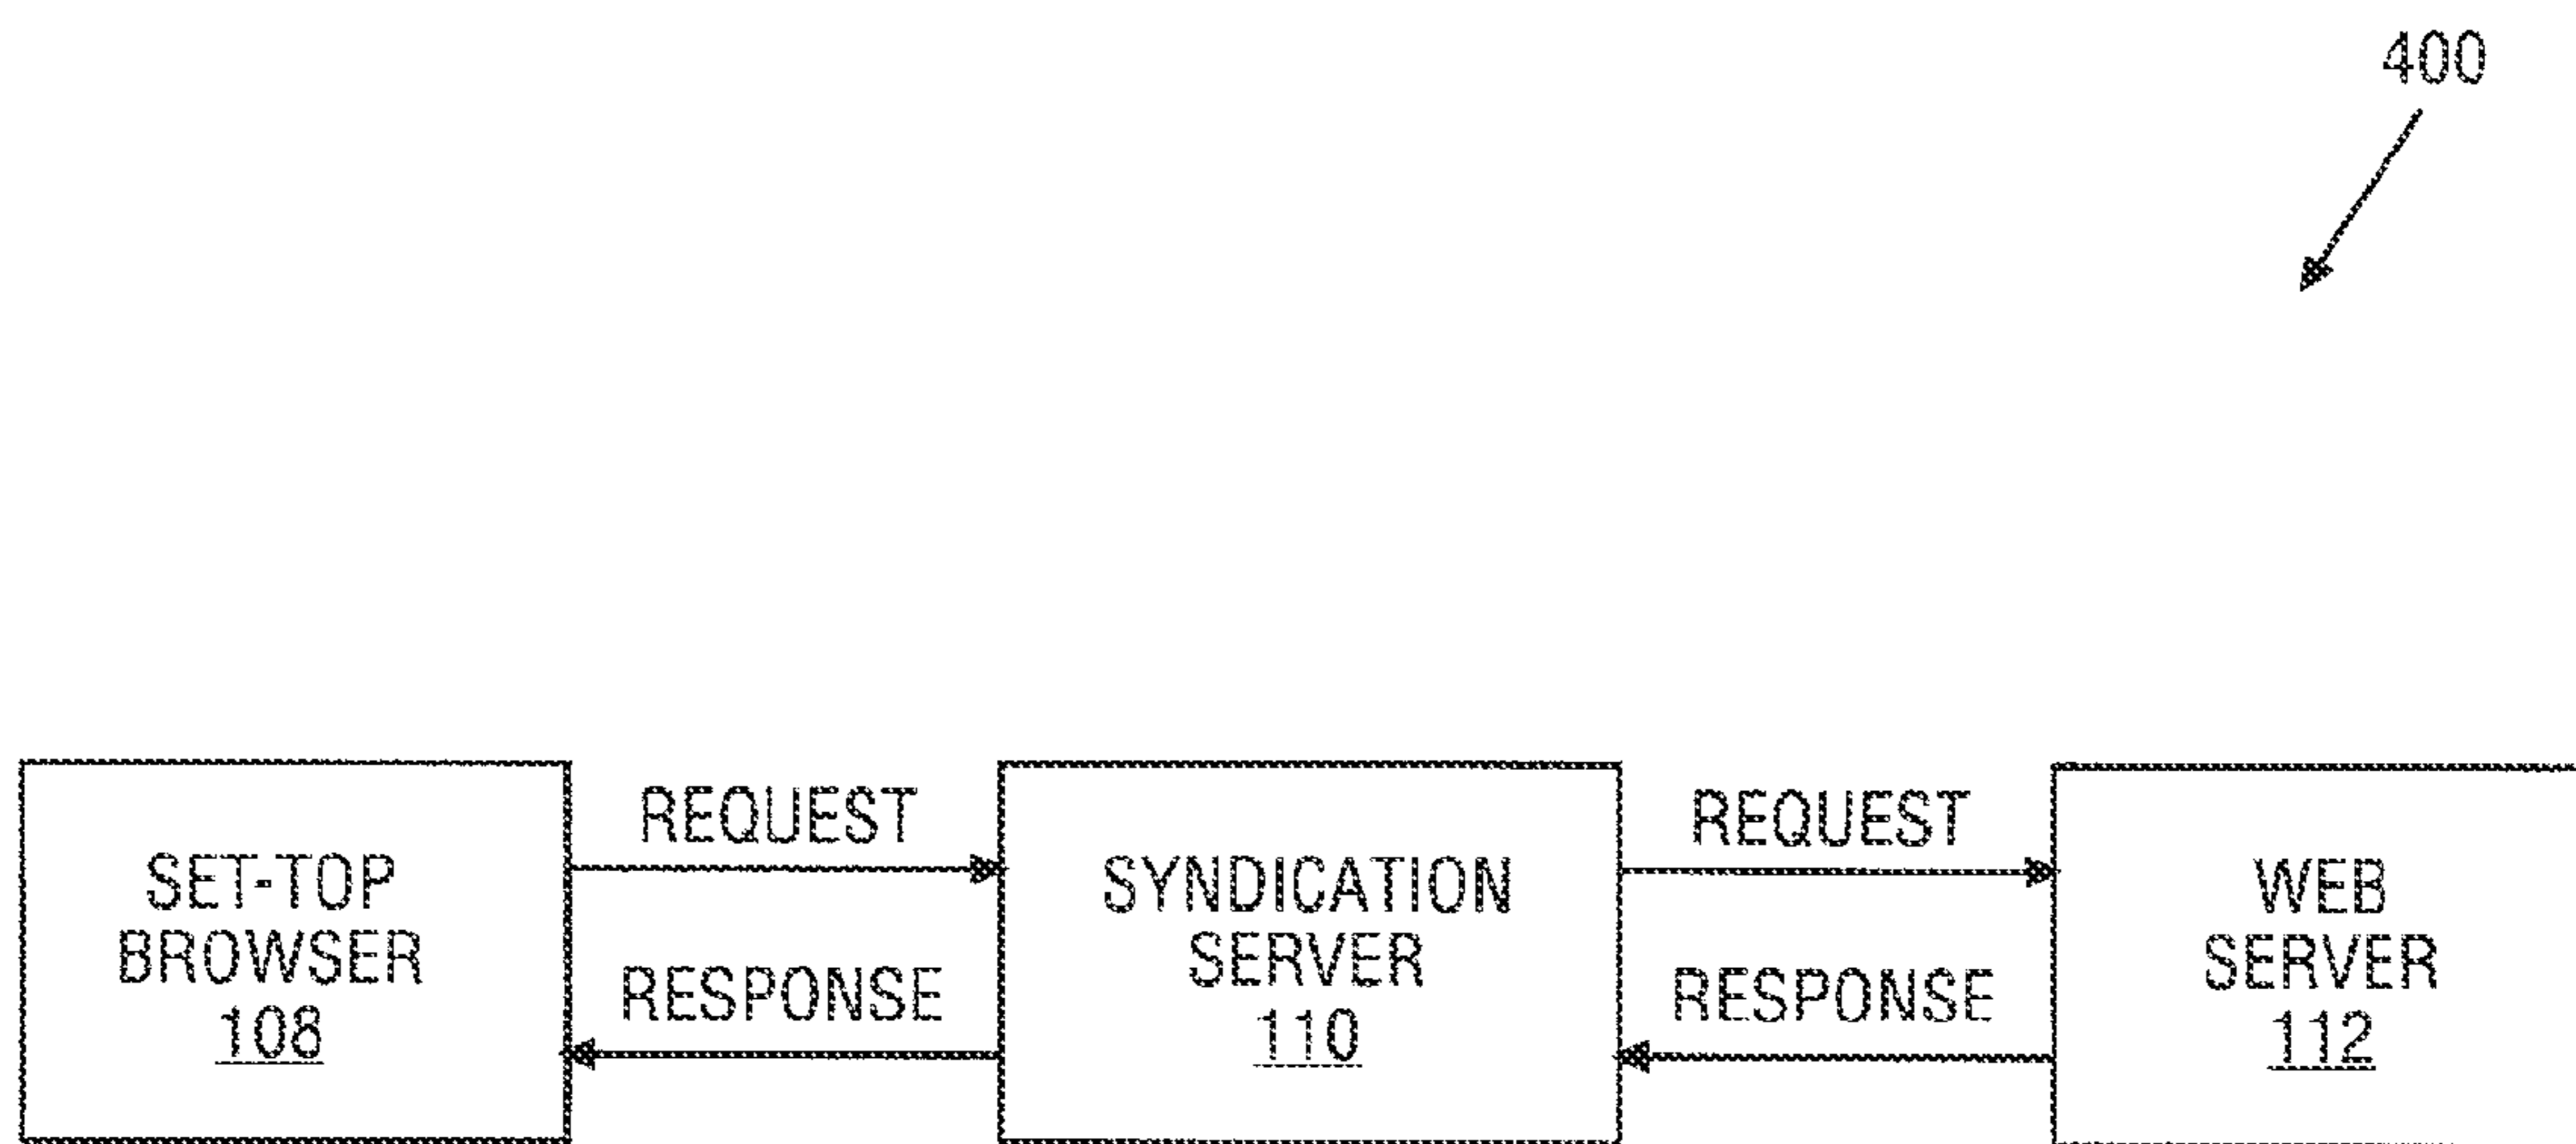 400
SET-TOP
BROWSER
108
REQUEST
RESPONSE
SYNDICATION
SERVER
110
REQUEST
RESPONSE
WEB
SERVER
112